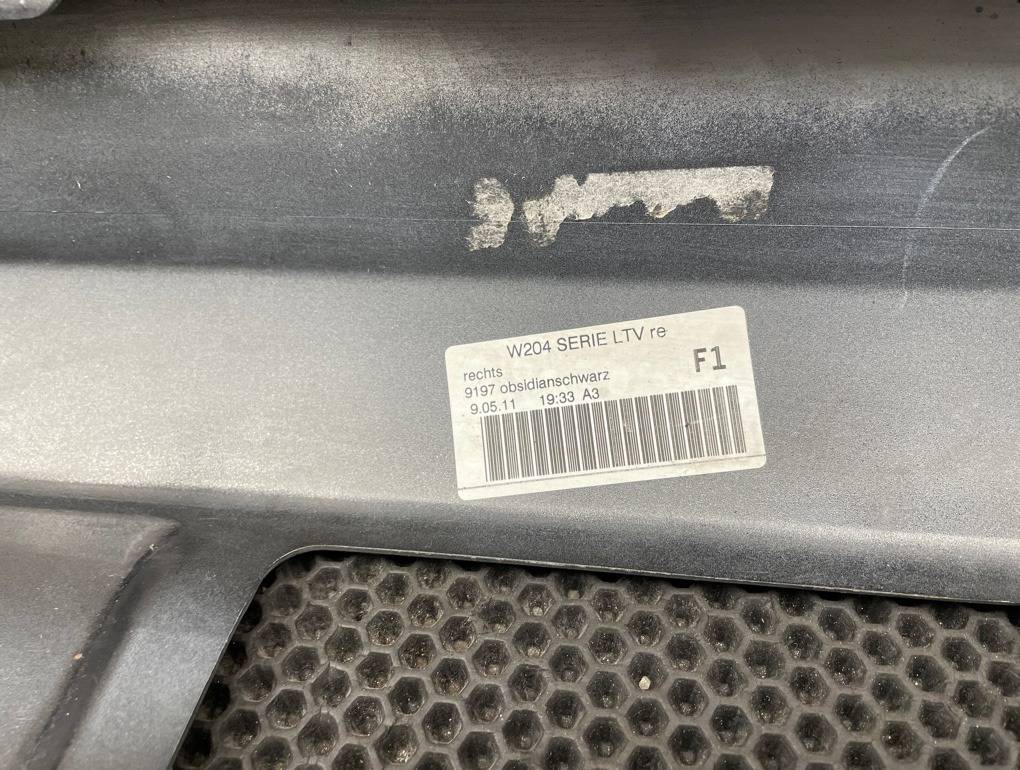 W204 SERIE LTV re
F1
rechts
9197 obsidianschwarz
9.05.11 19:33 A3